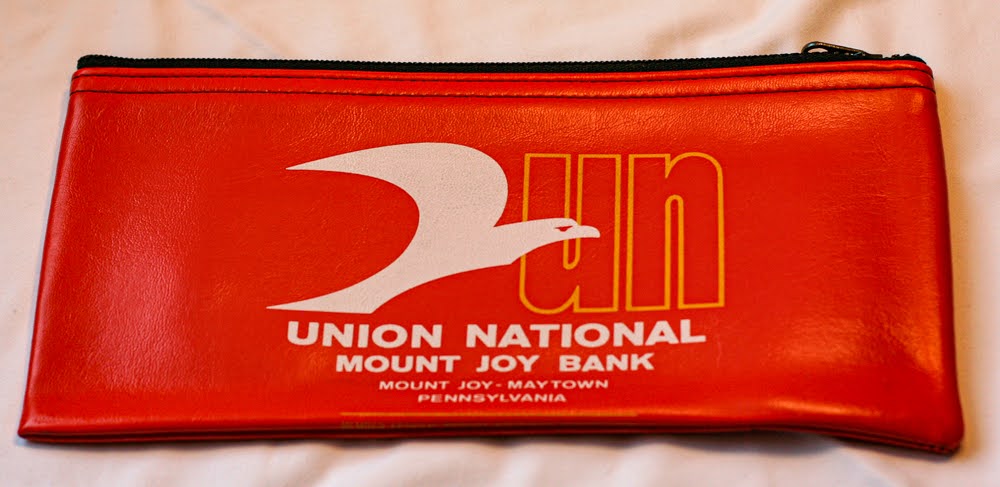 un
UNION NATIONAL
MOUNT JOY BANK
MOUNT JOY - MAYTOWN
PENNSYLVANIA